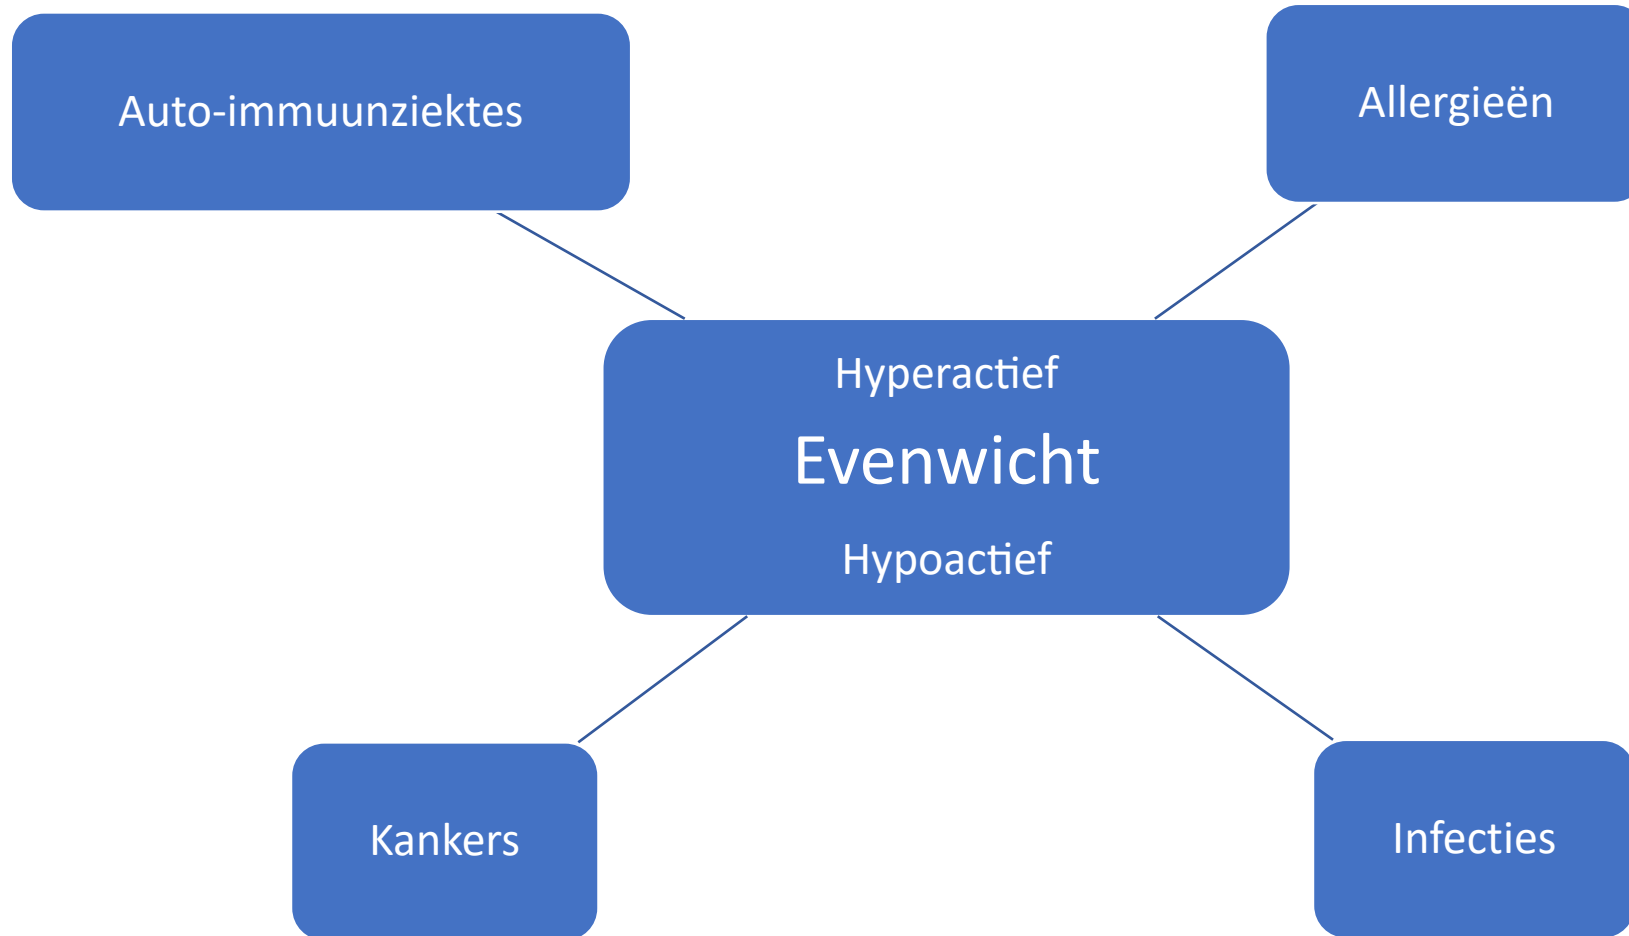 Auto-immuunziektes
Allergieën
Hyperactief
Evenwicht
Hypoactief
Kankers
Infecties